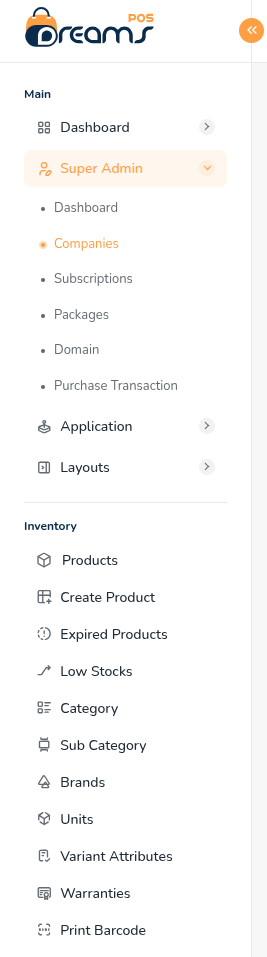 POS
Dreams
Main
Dashboard
Super Admin
Dashboard
Companies
Subscriptions
Packages
Domain
Purchase Transaction
Application
Layouts
Inventory
Products
Create Product
Expired Products
Low Stocks
Category
Sub Category
Brands
Units
Variant Attributes
Warranties
Print Barcode